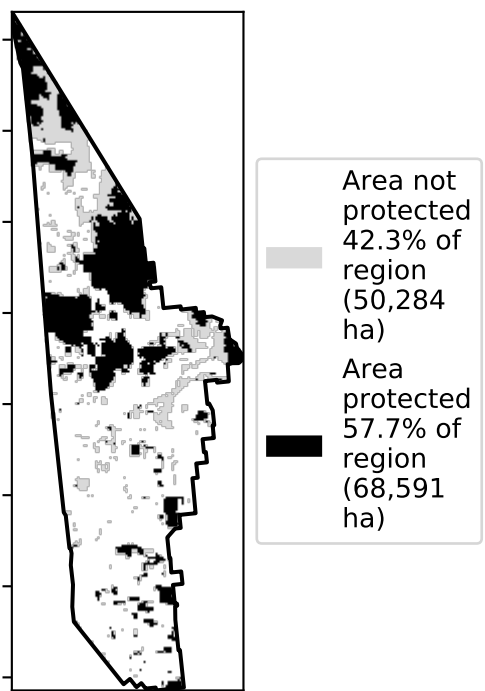 Area not
protected
42.3% of
region
(50,284
ha)
Area
protected
57.7% of
region
(68,591
ha)